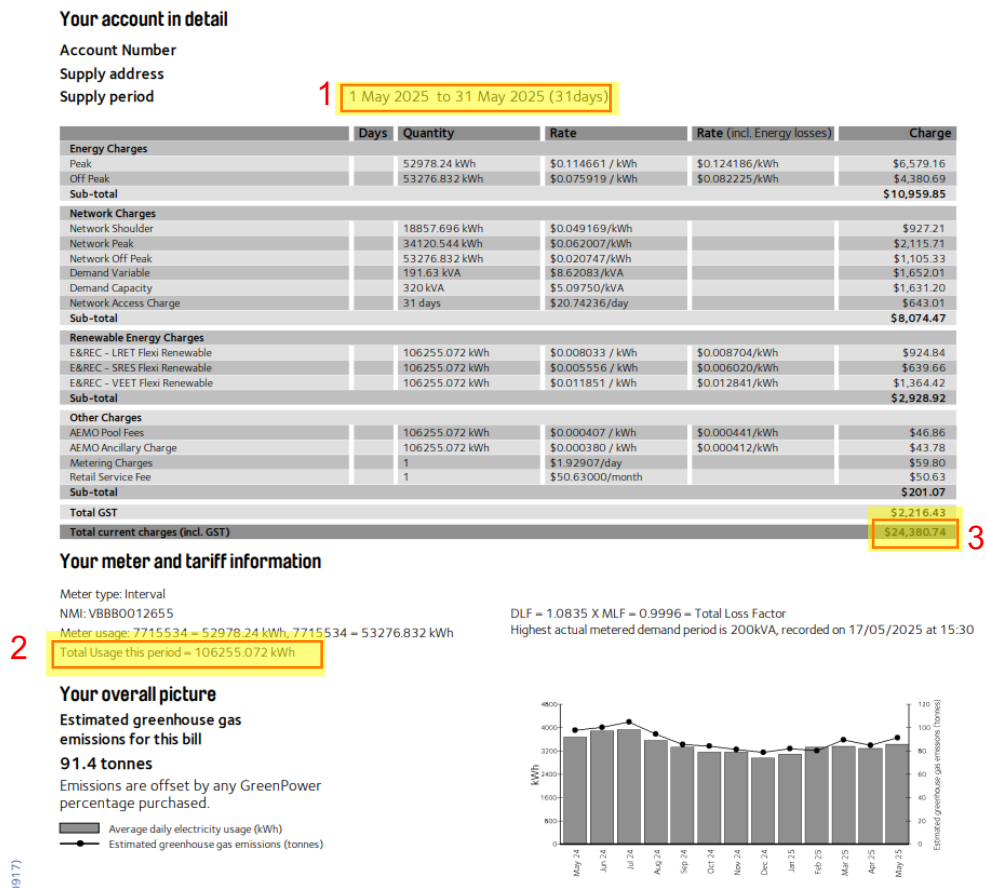 Your account in detail
Account Number
Supply address
Supply period 1 1 May 2025 to 31 May 2025 (31days)
Days Quantity Rate Rate (incl. Energy losses) Charge
Energy Charges
Peak 52978.24 kWh $0.114661 / kWh $0.124186/kWh $6,579.16
Off Peak 53276.832 kWh $0.075919 / kWh $0.082225/kWh $4,380.69
Sub-total $10,959.85
Network Charges
Network Shoulder 18857.696 kWh $0.049169/kWh $927.21
Network Peak 34120.544 kWh $0.062007/kWh $2,115.71
Network Off Peak 53276.832 kWh $0.020747/kWh $1,105.33
Demand Variable 191.63 kVA $8.62083/kVA $1,652.01
Demand Capacity 320 kVA $5.09750/kVA $1,631.20
Network Access Charge 31 days $20.74236/day $643.01
Sub-total $8,074.47
Renewable Energy Charges
E&REC - LRET Flexi Renewable 106255.072 kWh $0.008033 / kWh $0.008704/kWh $924.84
E&REC - SRES Flexi Renewable 106255.072 kWh $0.005556 / kWh $0.006020/kWh $639.66
E&REC - VEET Flexi Renewable 106255.072 kWh $0.011851 / kWh $0.012841/kWh $1,364.42
Sub-total $2,928.92
Other Charges
AEMO Pool Fees 106255.072 kWh $0.000407 / kWh $0.000441/kWh $46.86
AEMO Ancillary Charge 106255.072 kWh $0.000380 / kWh $0.000412/kWh $43.78
Metering Charges 1 $1.92907/day $59.80
Retail Service Fee 1 $50.63000/month $50.63
Sub-total $201.07
Total GST $2,216.43
Total current charges (incl. GST) $24,380.74 3
Your meter and tariff information
Meter type: Interval
NMI: VBBB0012655 DLF = 1.0835 X MLF = 0.9996 = Total Loss Factor
Meter usage: 7715534 = 52978.24 kWh, 7715534 = 53276.832 kWh Highest actual metered demand period is 200kVA, recorded on 17/05/2025 at 15:30
2 Total Usage this period = 106255.072 kWh
Your overall picture
Estimated greenhouse gas
emissions for this bill
91.4 tonnes
Emissions are offset by any GreenPower
percentage purchased.
Average daily electricity usage (kWh)
Estimated greenhouse gas emissions (tonnes)
kWh
4800
4000
3200
2400
1600
800
0
120
100
80
60
40
20
0
Estimated greenhouse gas emissions (tonnes)
May 24 Jun 24 Jul 24 Aug 24 Sep 24 Oct 24 Nov 24 Dec 24 Jan 25 Feb 25 Mar 25 Apr 25 May 25
0917)